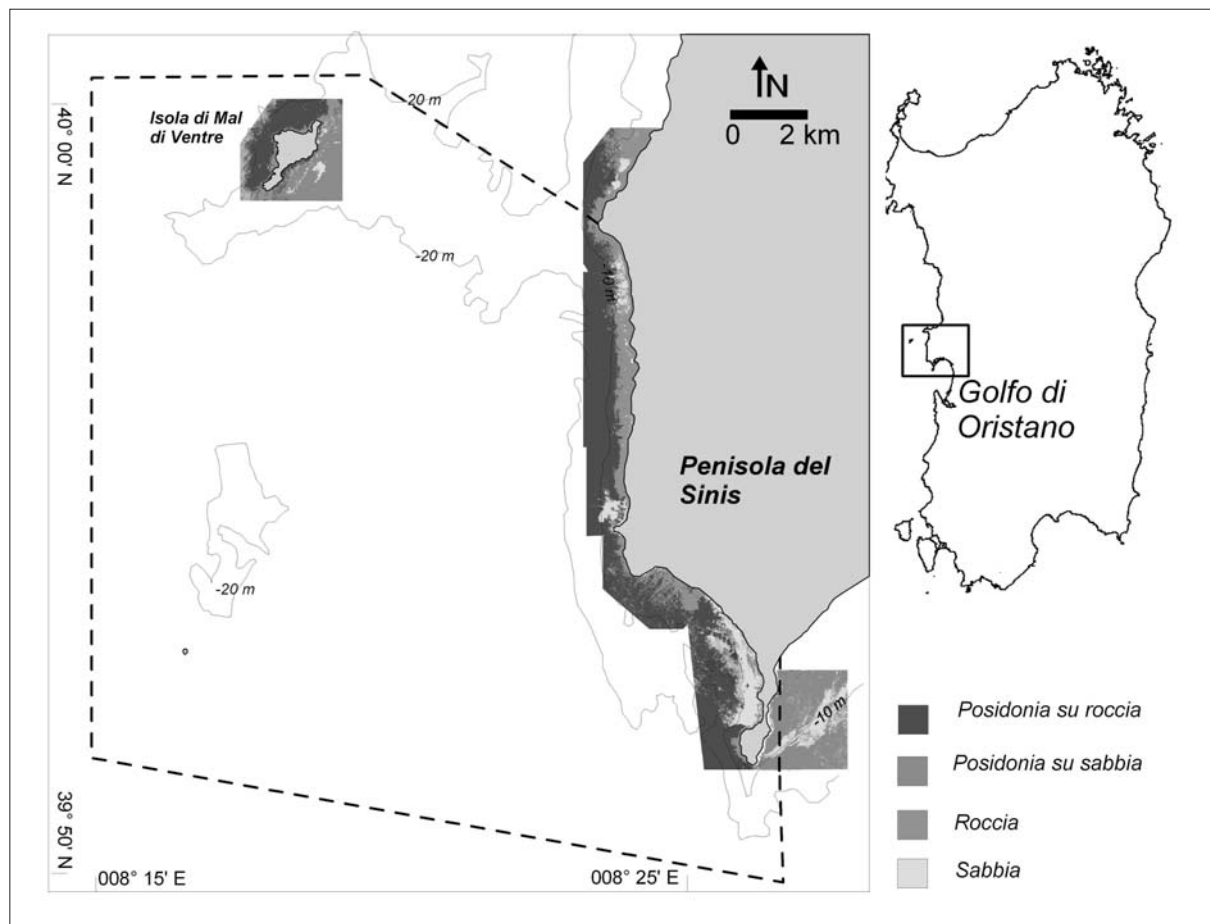 20 m
N
0 2 km
Isola di Mal
di Ventre
40° 00' N
-20 m
-10 m
Golfo di
Oristano
Penisola del
Sinis
-20 m
-10 m
Posidonia su roccia
Posidonia su sabbia
Roccia
Sabbia
39° 50' N
008° 15' E
008° 25' E